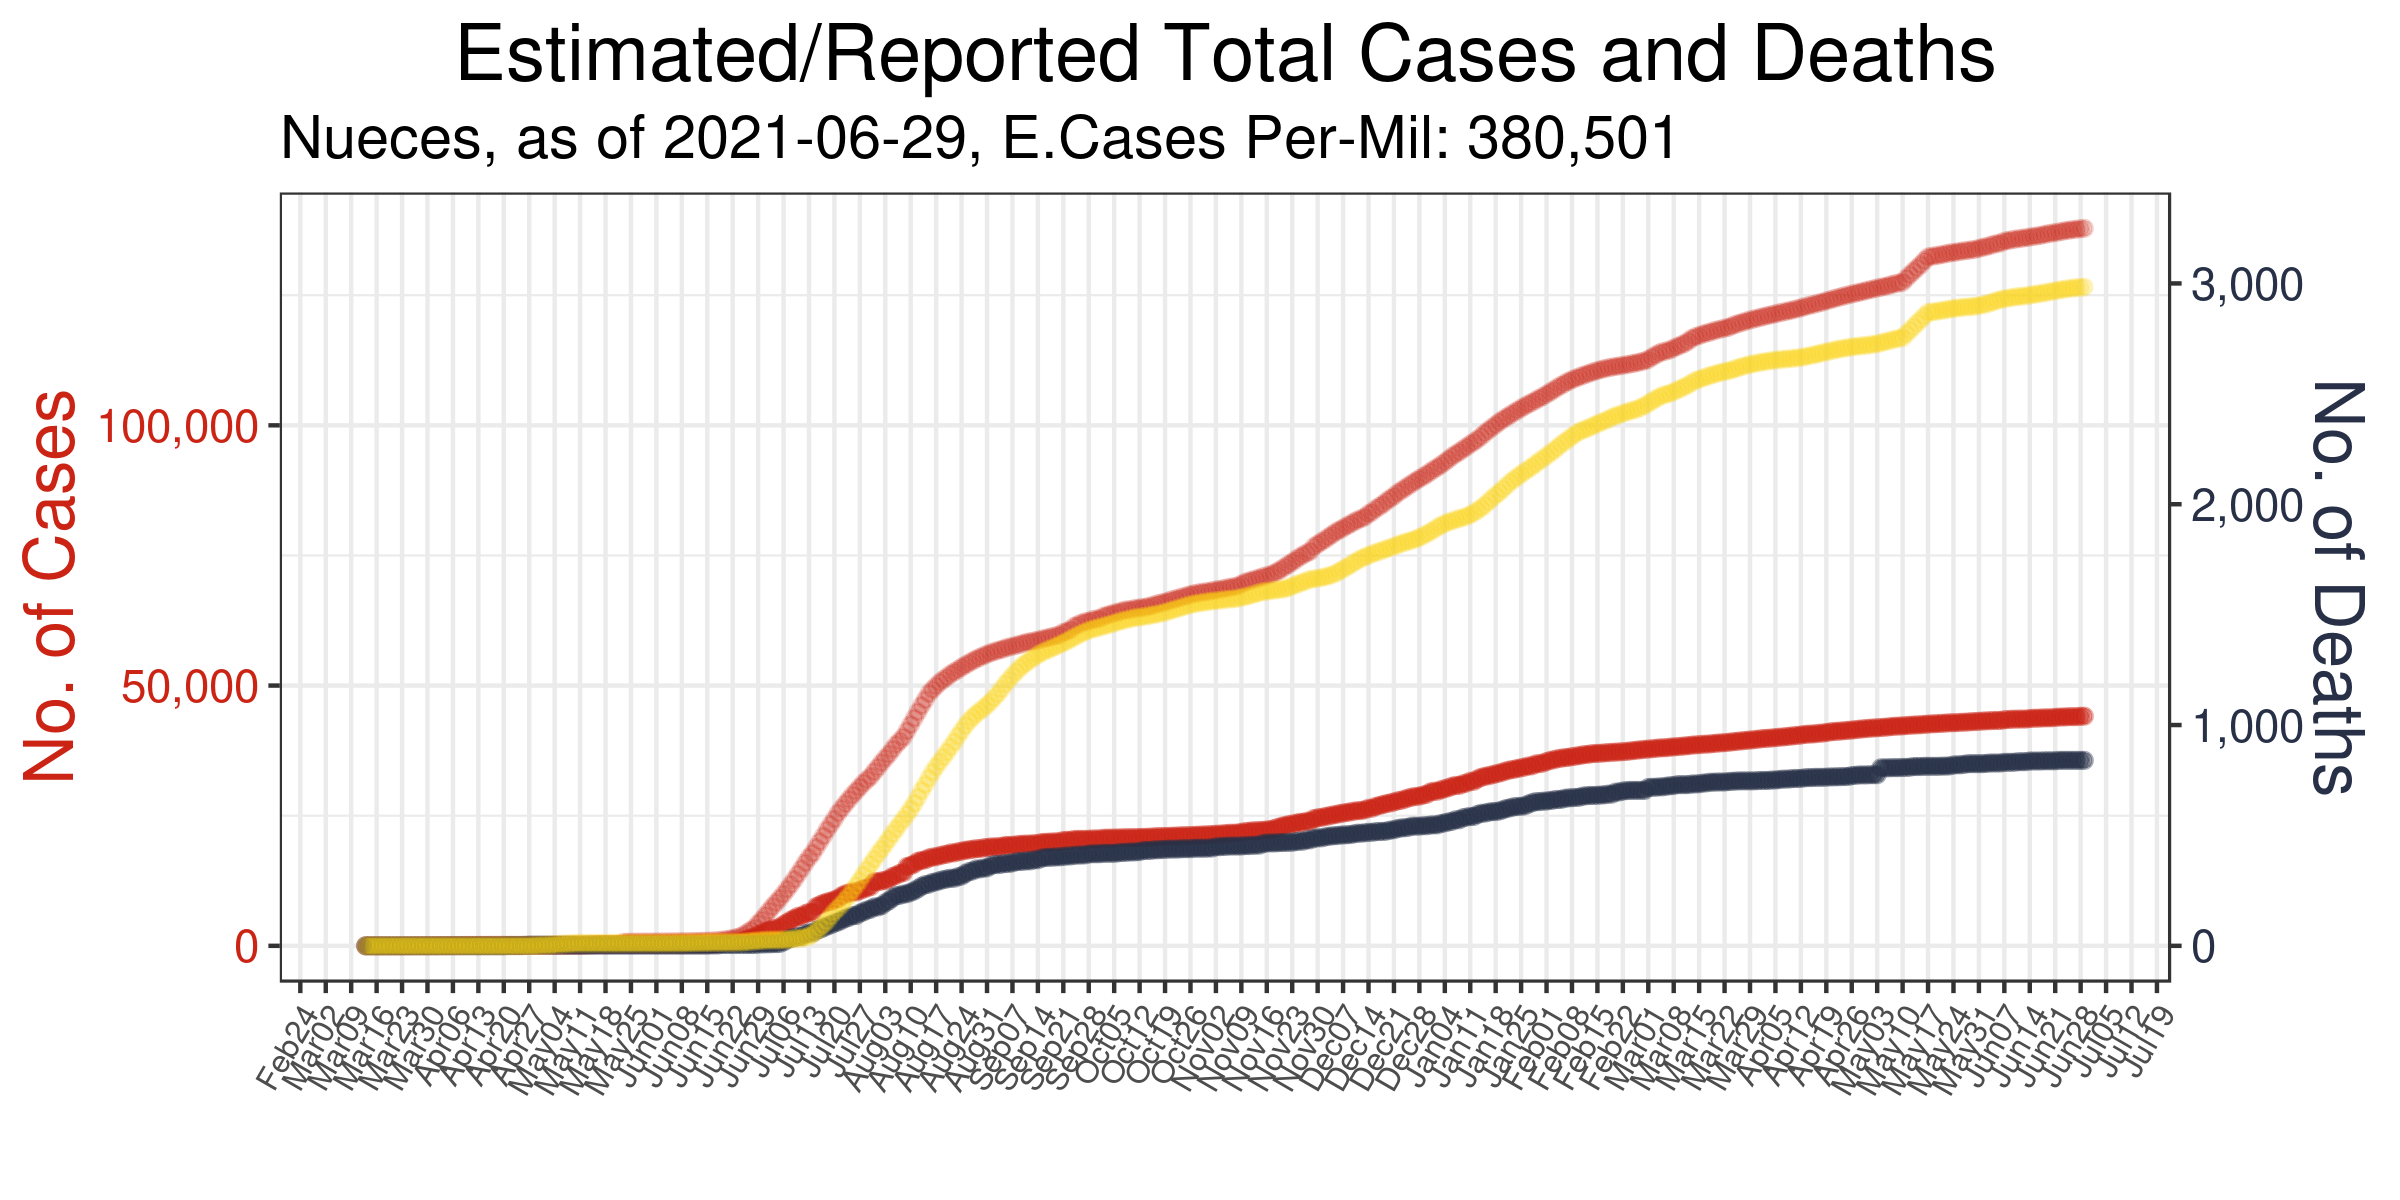 Estimated/Reported Total Cases and Deaths
Nueces, as of 2021-06-29, E.Cases Per-Mil: 380,501
No. of Cases
100,000
50,000
0
3,000
2,000
1,000
0
No. of Deaths
Feb24
Mar02
Mar09
Mar16
Mar23
Mar30
Apr06
Apr13
Apr20
Apr27
May04
May11
May18
May25
Jun01
Jun08
Jun15
Jun22
Jun29
Jul06
Jul13
Jul20
Jul27
Aug03
Aug10
Aug17
Aug24
Aug31
Sep07
Sep14
Sep21
Sep28
Oct05
Oct12
Oct19
Oct26
Nov02
Nov09
Nov16
Nov23
Nov30
Dec07
Dec14
Dec21
Dec28
Jan04
Jan11
Jan18
Jan25
Feb01
Feb08
Feb15
Feb22
Mar01
Mar08
Mar15
Mar22
Mar29
Apr05
Apr12
Apr19
Apr26
May03
May10
May17
May24
May31
Jun07
Jun14
Jun21
Jun28
Jul05
Jul12
Jul19